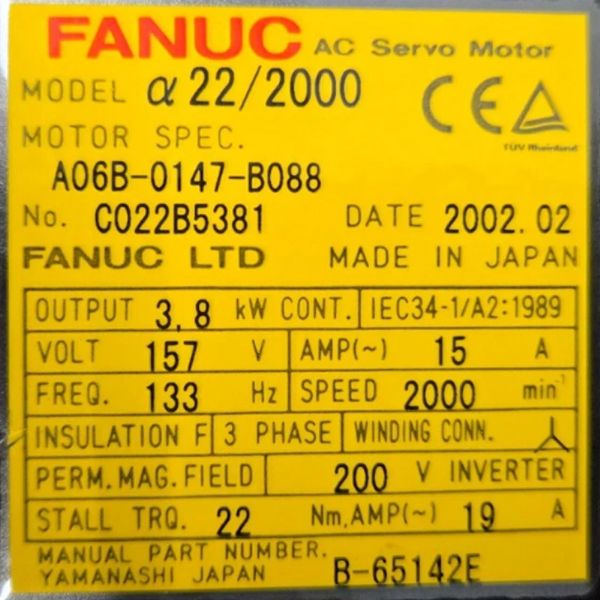 FANUC AC Servo Motor
MODEL α22/2000
CE TÜV Rheinland
MOTOR SPEC.
A06B-0147-B088
No. C022B5381 DATE 2002.02
FANUC LTD MADE IN JAPAN
OUTPUT 3,8 kW CONT. IEC34-1/A2:1989
VOLT 157 V AMP(~) 15 A
FREQ. 133 Hz SPEED 2000 min⁻¹
INSULATION F 3 PHASE WINDING CONN.
PERM.MAG.FIELD 200 V INVERTER
STALL TRQ. 22 Nm,AMP(~) 19 A
MANUAL PART NUMBER.
YAMANASHI JAPAN B-65142E